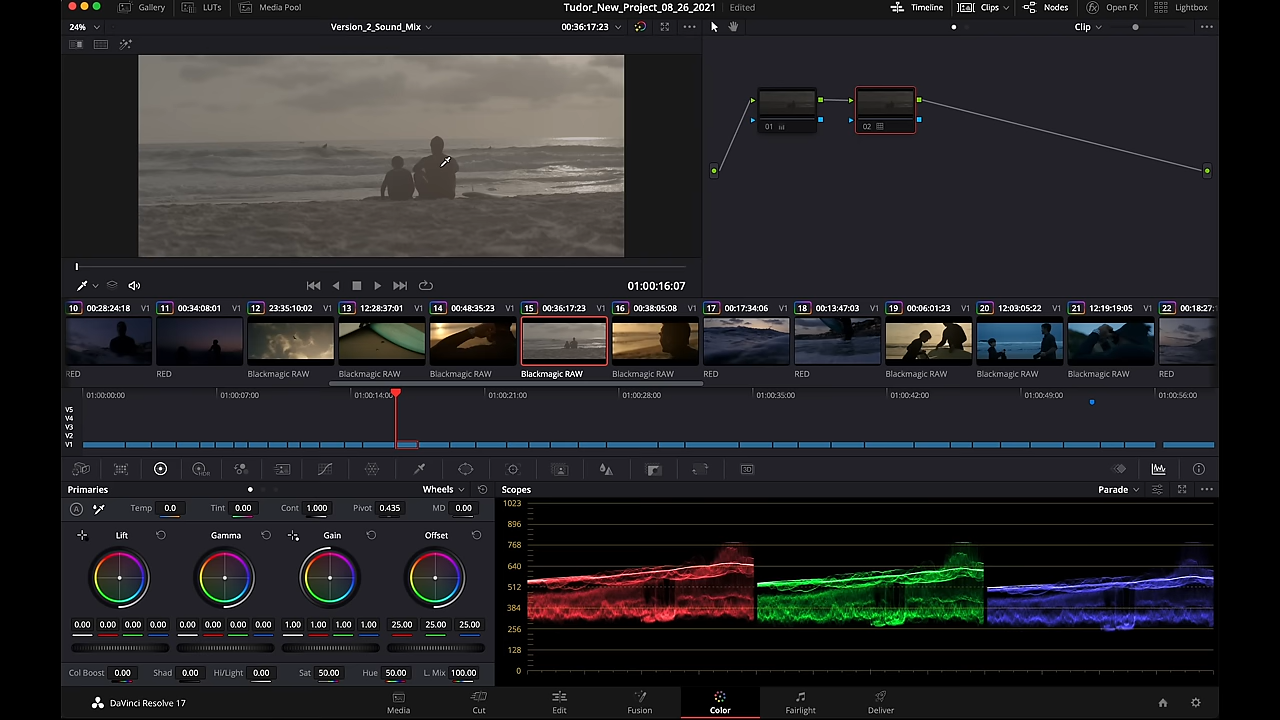 Gallery LUTs Media Pool Tudor_New_Project_08_26_2021 Edited Timeline Clips Nodes Open FX Lightbox
24% Version_2_Sound_Mix 00:36:17:23 Clip
01 02
01:00:16:07
10 00:28:24:18 V1 11 00:34:08:01 V1 12 23:35:10:02 V1 13 12:28:37:01 V1 14 00:48:35:23 V1 15 00:36:17:23 V1 16 00:38:05:08 V1 17 00:17:34:06 V1 18 00:13:47:03 V1 19 00:06:01:23 V1 20 12:03:05:22 V1 21 12:19:19:05 V1 22 00:18:27:
RED RED Blackmagic RAW Blackmagic RAW Blackmagic RAW Blackmagic RAW Blackmagic RAW RED RED Blackmagic RAW Blackmagic RAW Blackmagic RAW RED
01:00:00:00 01:00:07:00 01:00:14:00 01:00:21:00 01:00:28:00 01:00:35:00 01:00:42:00 01:00:49:00 01:00:56:00
V5
V4
V3
V2
V1
3D
Primaries Wheels Scopes Parade
A Temp 0.0 Tint 0.00 Cont 1.000 Pivot 0.435 MD 0.00
Lift Gamma Gain Offset
0.00 0.00 0.00 0.00 0.00 0.00 0.00 0.00 1.00 1.00 1.00 1.00 25.00 25.00 25.00
Col Boost 0.00 Shad 0.00 Hi/Light 0.00 Sat 50.00 Hue 50.00 L. Mix 100.00
1023
896
768
640
512
384
256
128
0
DaVinci Resolve 17 Media Cut Edit Fusion Color Fairlight Deliver